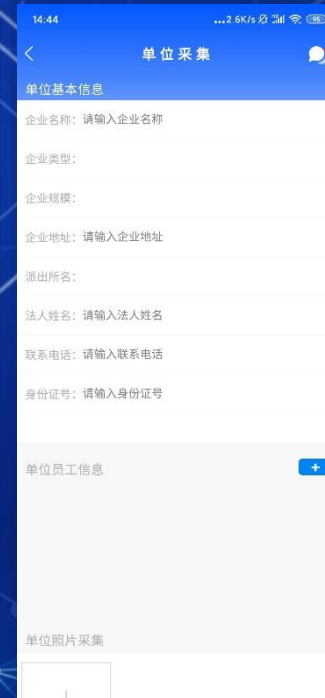 14:44 ...2.6K/s 95
单位采集
单位基本信息
企业名称: 请输入企业名称
企业类型:
企业规模:
企业地址: 请输入企业地址
派出所名:
法人姓名: 请输入法人姓名
联系电话: 请输入联系电话
身份证号: 请输入身份证号
单位员工信息 +
单位照片采集